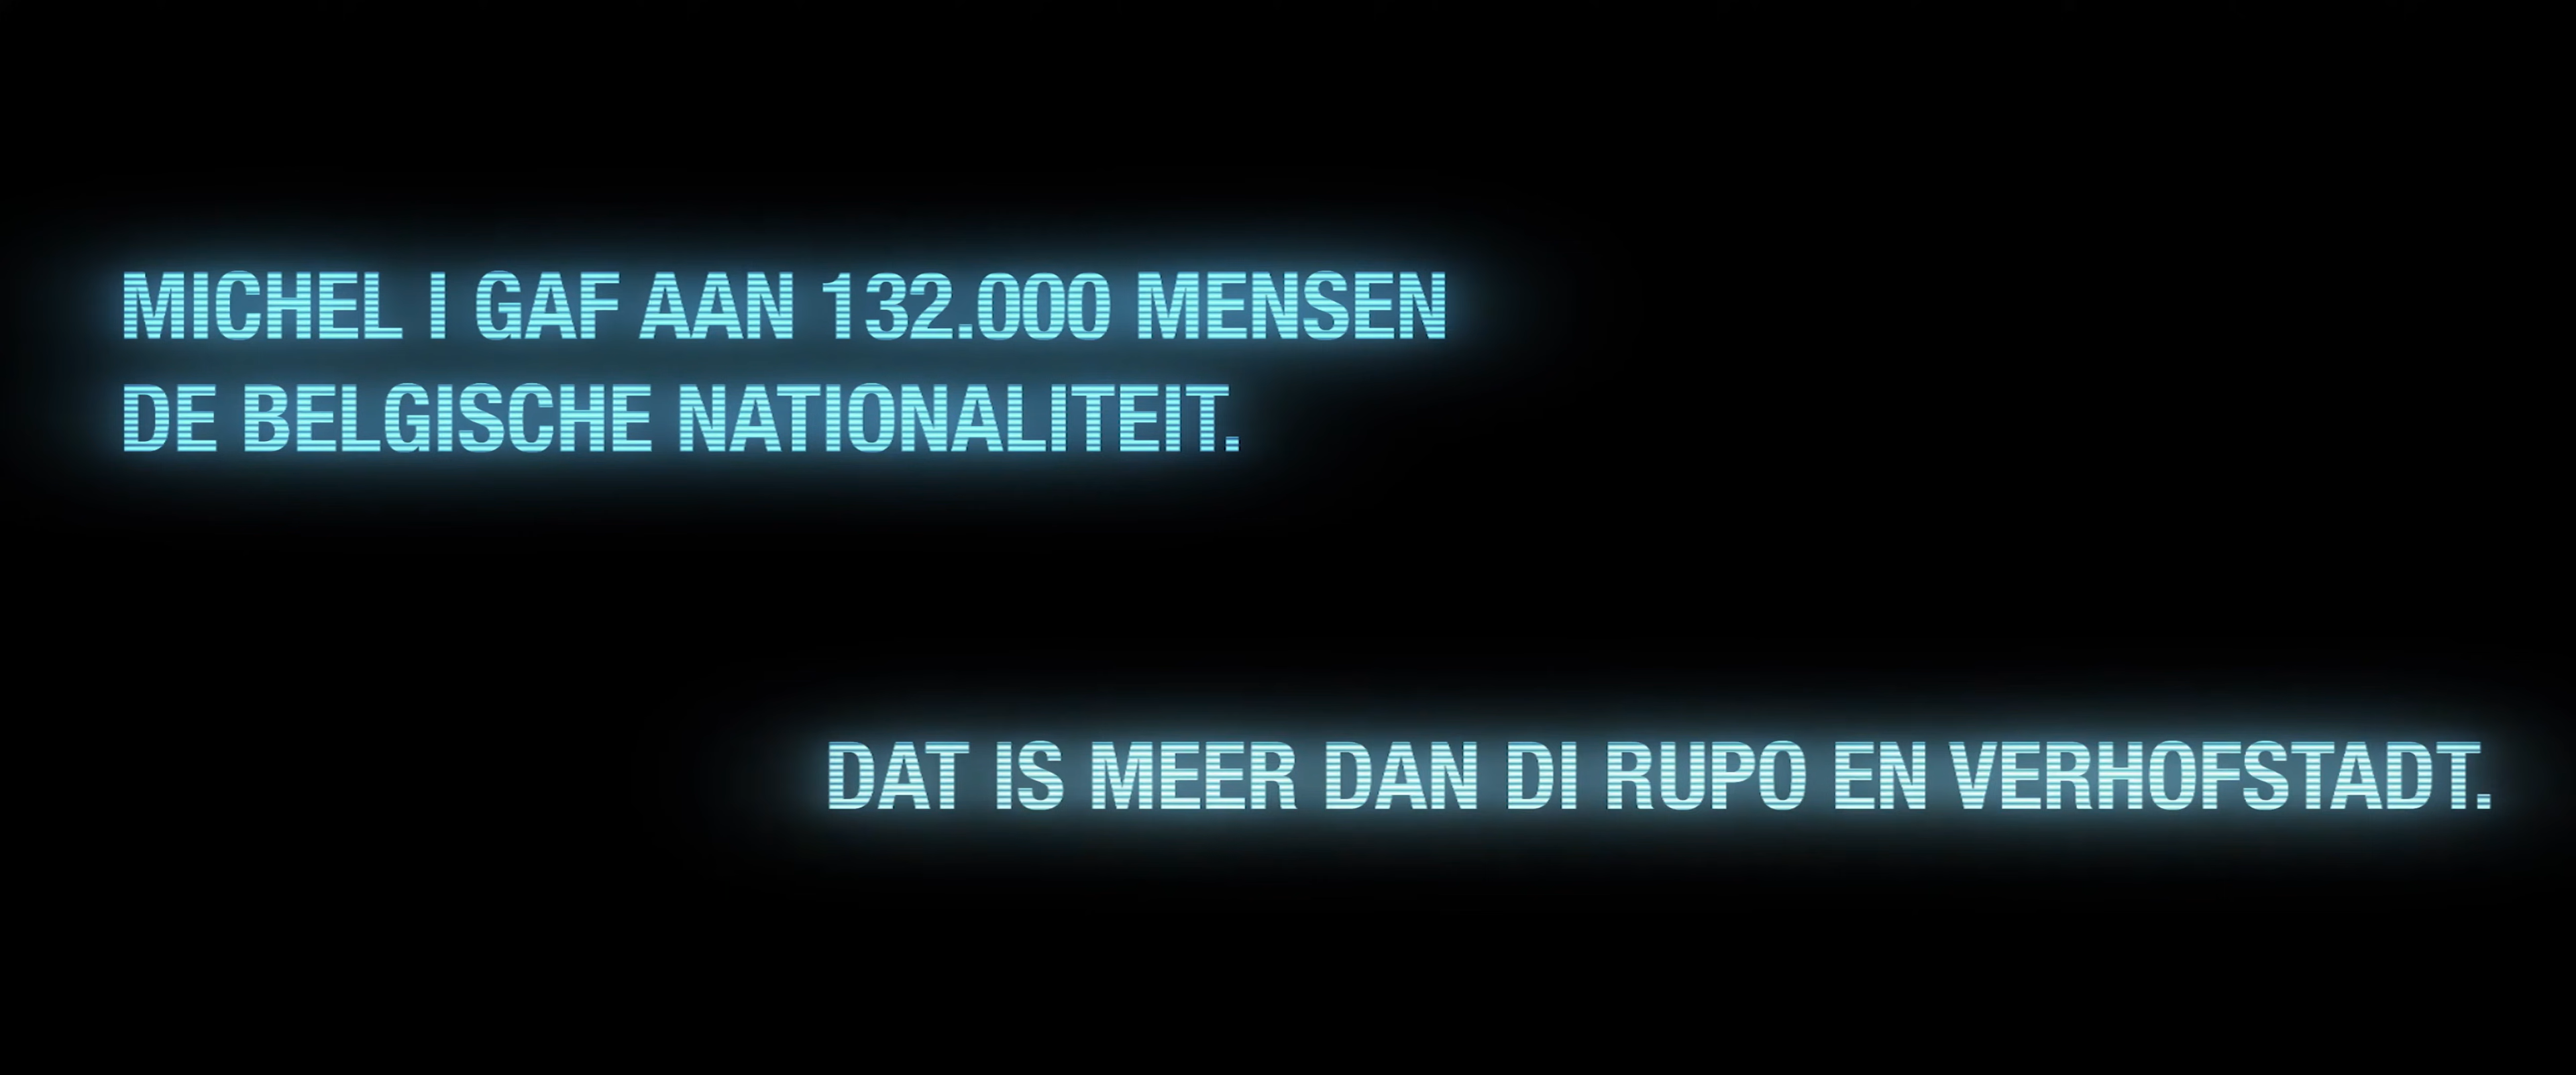 MICHEL I GAF AAN 132.000 MENSEN
DE BELGISCHE NATIONALITEIT.
DAT IS MEER DAN DI RUPO EN VERHOFSTADT.